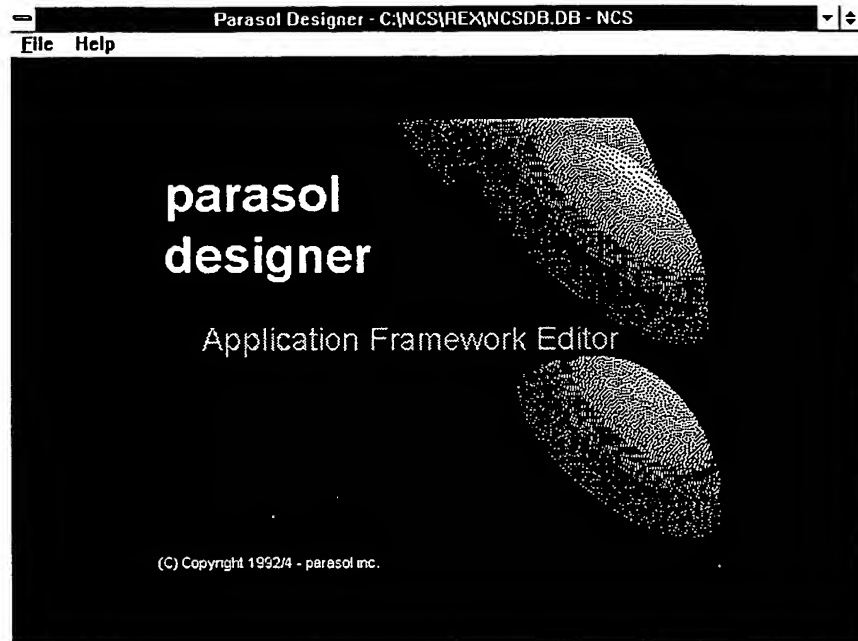 Parasol Designer - C:\NCS\REX\NCSDB.DB - NCS
File Help
parasol
designer
Application Framework Editor
(C) Copyright 1992/4 - parasol inc.